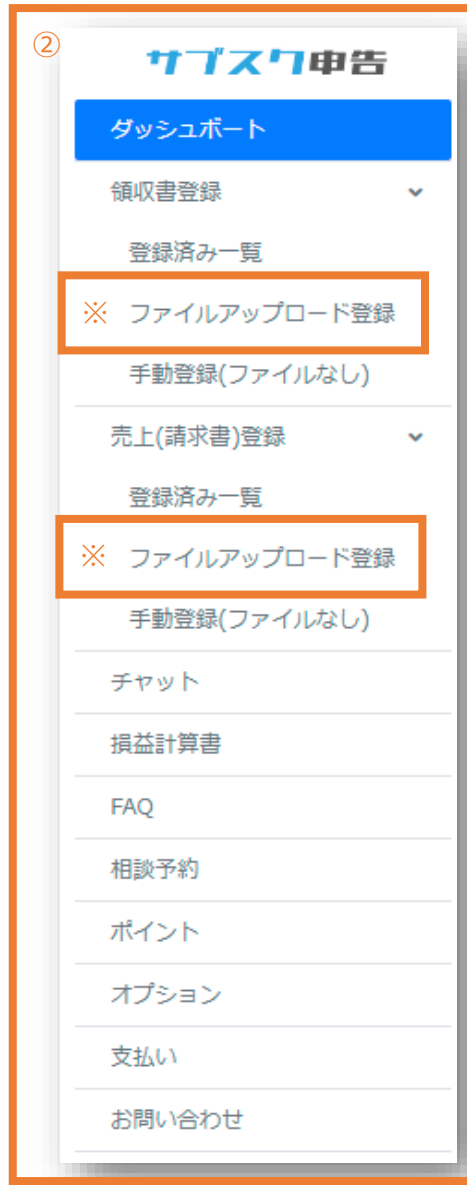 ②
サブスク申告
ダッシュボート
領収書登録
登録済み一覧
※ ファイルアップロード登録
手動登録(ファイルなし)
売上(請求書)登録
登録済み一覧
※ ファイルアップロード登録
手動登録(ファイルなし)
チャット
損益計算書
FAQ
相談予約
ポイント
オプション
支払い
お問い合わせ